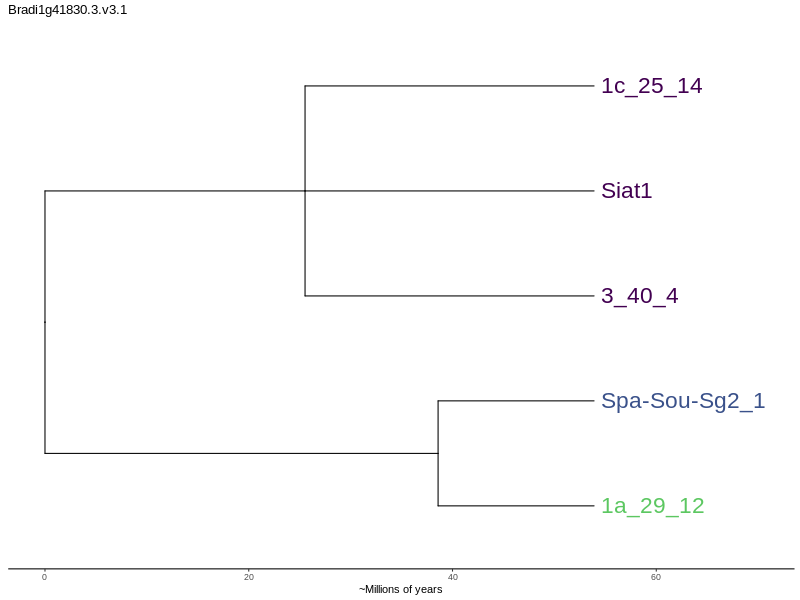 Bradi1g41830.3.v3.1
1c_25_14
Siat1
3_40_4
Spa-Sou-Sg2_1
1a_29_12
0 20 40 60
~Millions of years